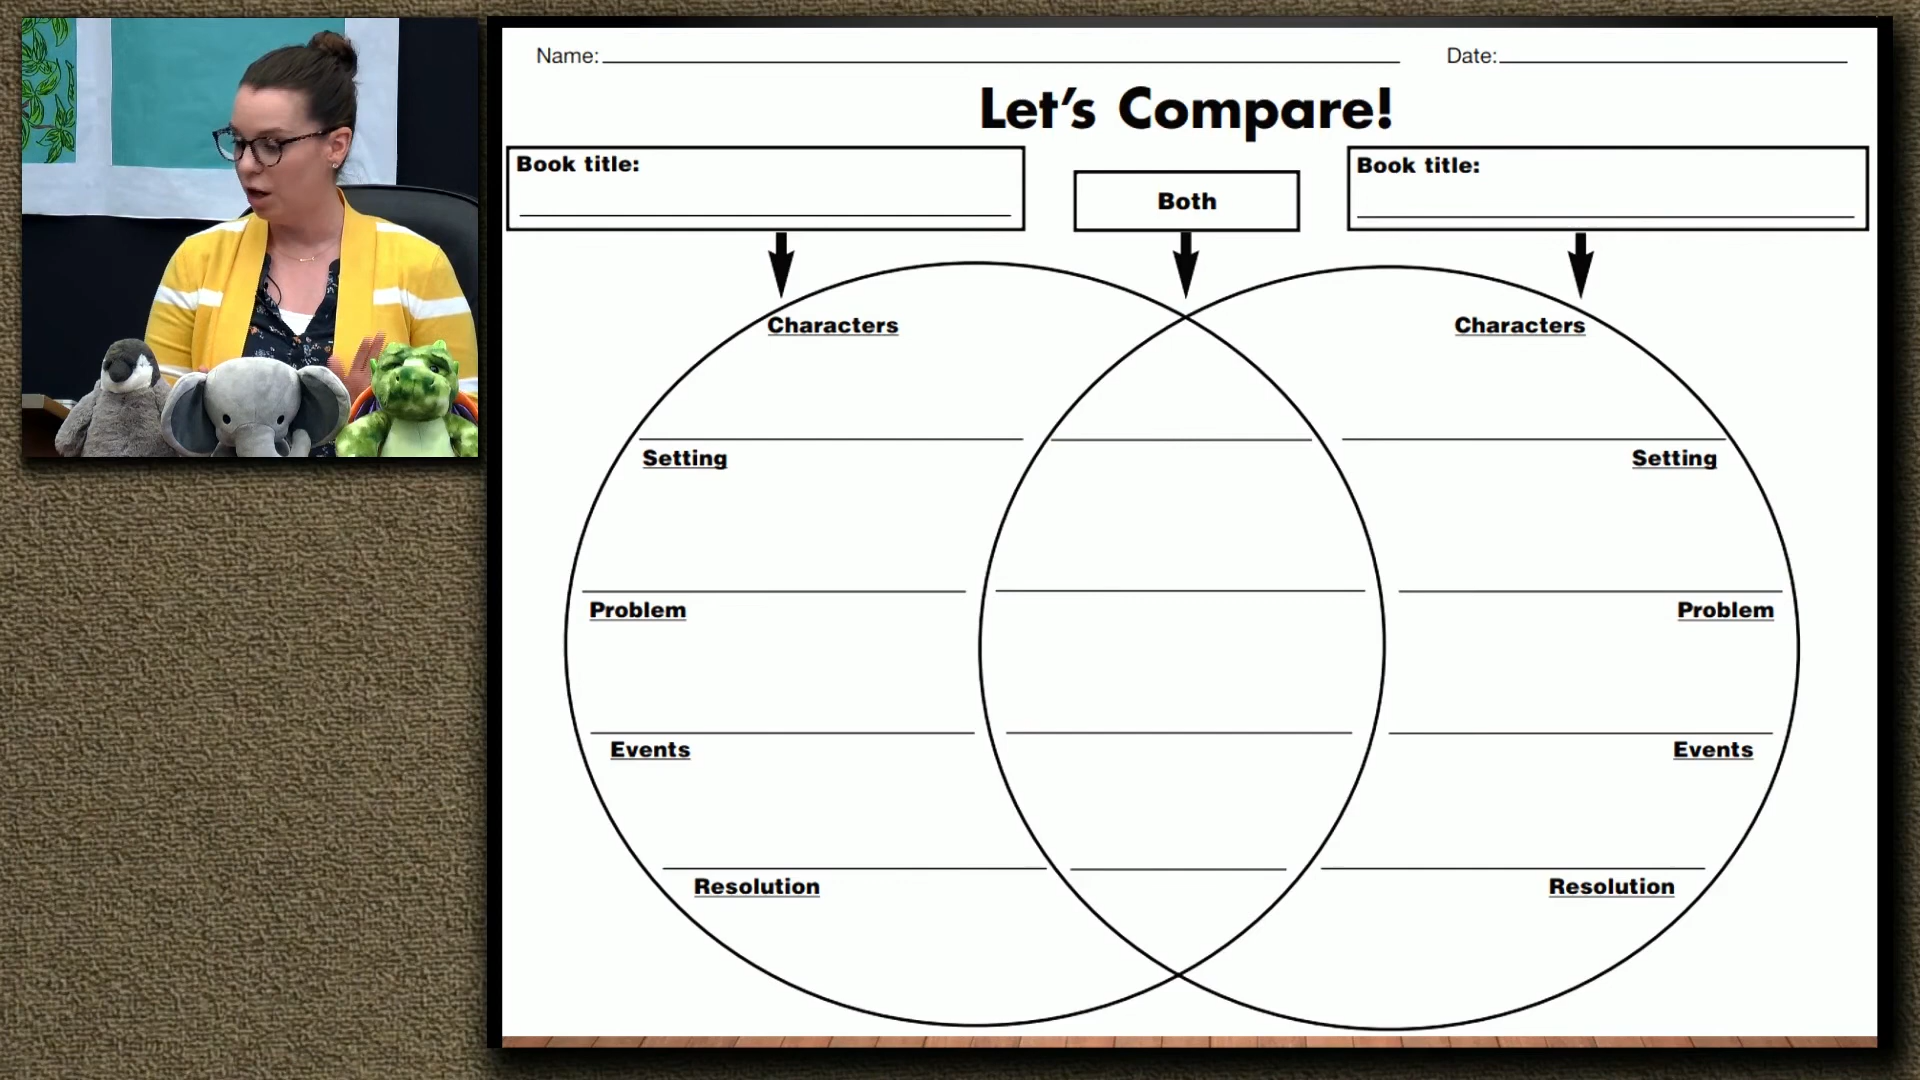 Name: Date:
Let's Compare!
Book title: Both Book title:
Characters Characters
Setting Setting
Problem Problem
Events Events
Resolution Resolution